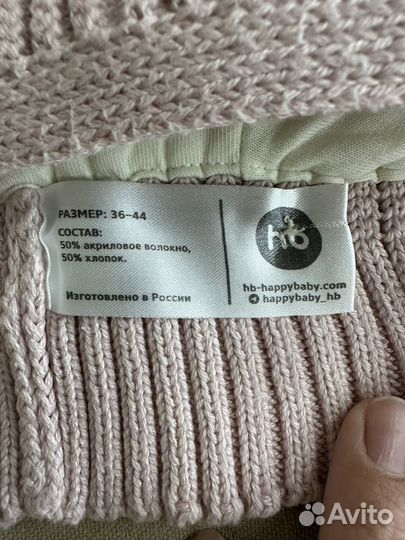 РАЗМЕР: 36-44
СОСТАВ:
50% акриловое волокно,
50% хлопок.
Изготовлено в России
hb
hb-happybaby.com
happybaby_hb
Avito